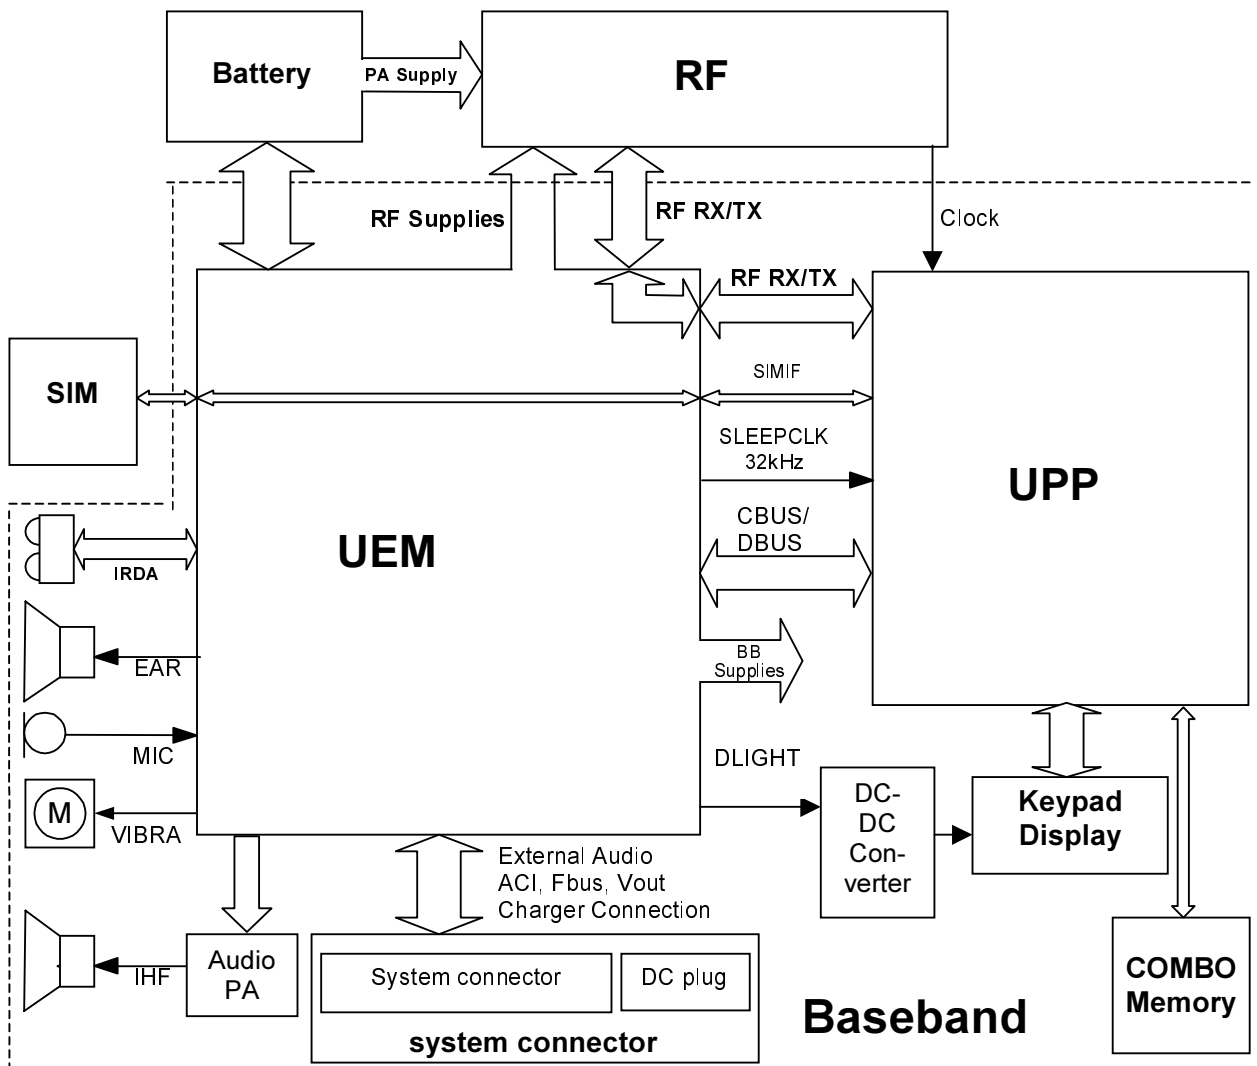 Battery
PA Supply
RF
RF Supplies
RF RX/TX
Clock
RF RX/TX
SIM
SIMIF
SLEEPCLK
32kHz
UPP
UEM
CBUS/
DBUS
IRDA
EAR
BB
Supplies
MIC
DLIGHT
M
VIBRA
DC-
DC
Con-
verter
Keypad
Display
External Audio
ACI, Fbus, Vout
Charger Connection
IHF
Audio
PA
System connector
DC plug
system connector
Baseband
COMBO
Memory